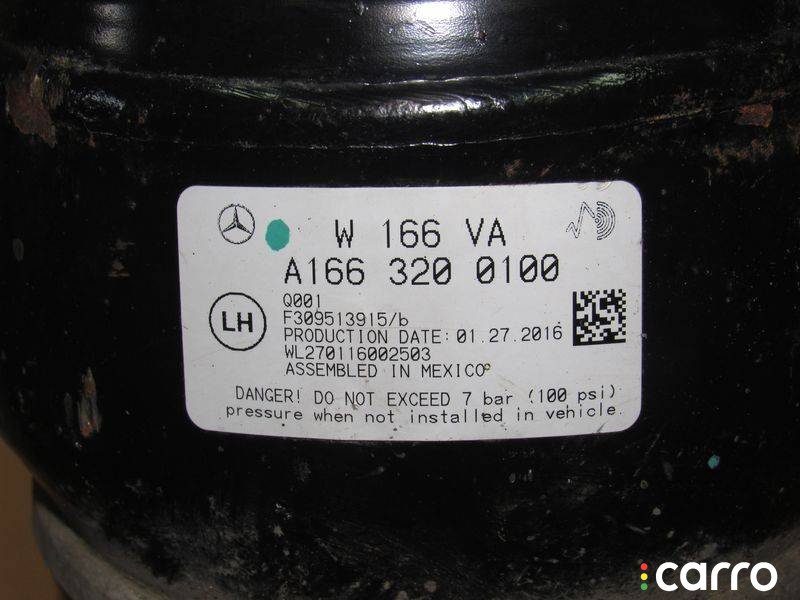 W 166 VA
A166 320 0100
Q001
F309513915/b
LH
PRODUCTION DATE: 01.27.2016
WL270116002503
ASSEMBLED IN MEXICO
DANGER! DO NOT EXCEED 7 bar (100 psi)
pressure when not installed in vehicle.
carro